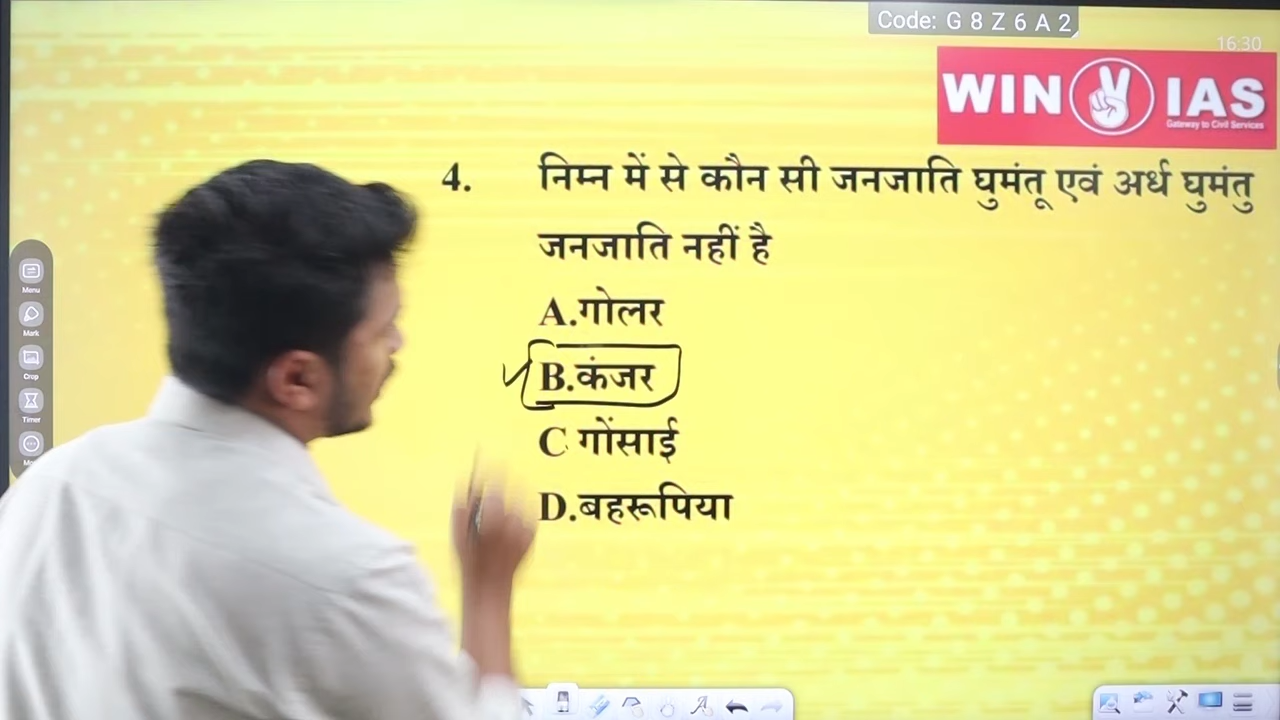 Code: G 8 Z 6 A 2
16:30
WIN IAS
Gateway to Civil Services
4. निम्न में से कौन सी जनजाति घुमंतू एवं अर्ध घुमंतु
जनजाति नहीं है
A.गोलर
B.कंजर
C गोंसाई
D.बहरूपिया
Menu
Mark
Crop
Timer